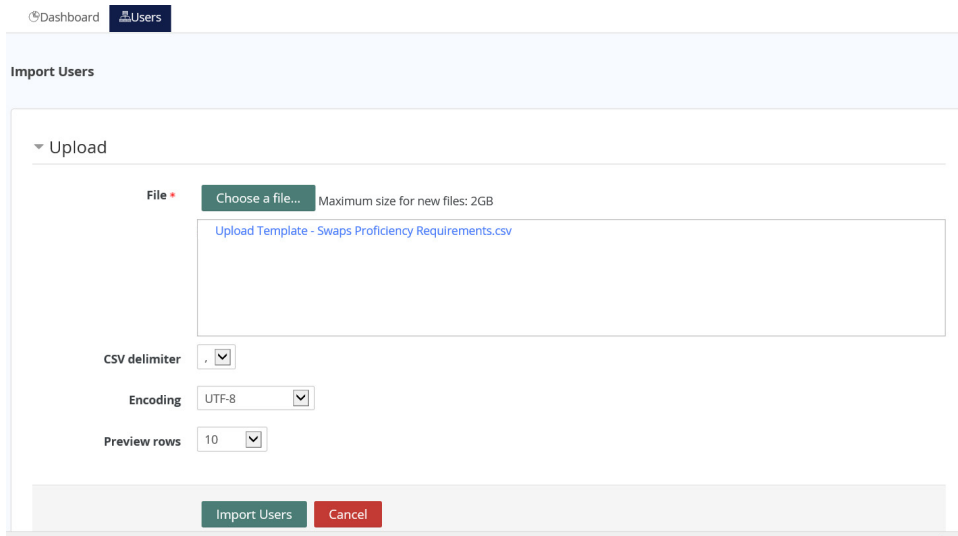 Dashboard Users
Import Users
Upload
File *
Choose a file... Maximum size for new files: 2GB
Upload Template - Swaps Proficiency Requirements.csv
CSV delimiter ,
Encoding UTF-8
Preview rows 10
Import Users Cancel